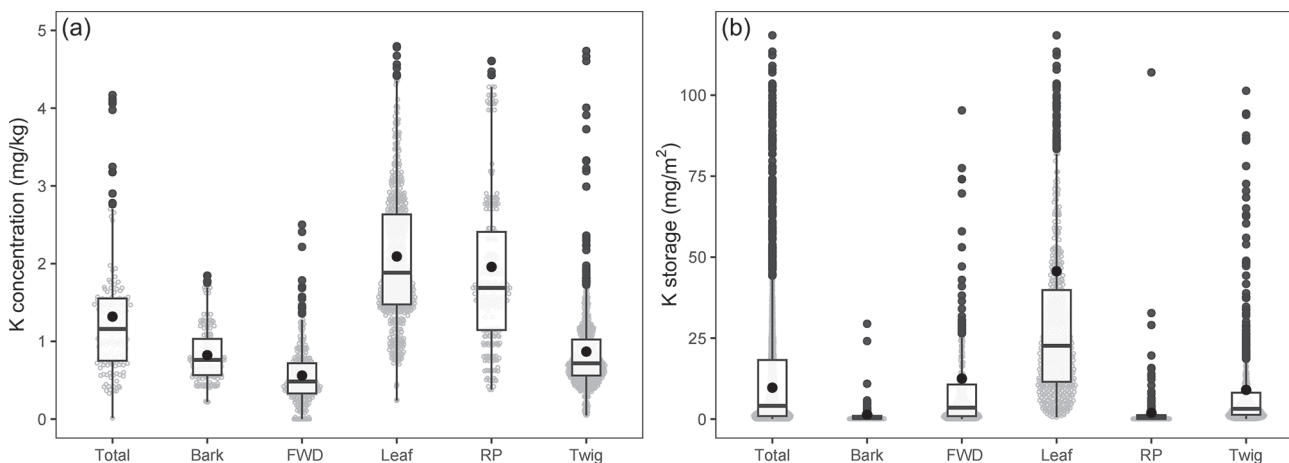 (a)
K concentration (mg/kg)
5
4
3
2
1
0
Total Bark FWD Leaf RP Twig
(b)
K storage (mg/m²)
100
75
50
25
0
Total Bark FWD Leaf RP Twig